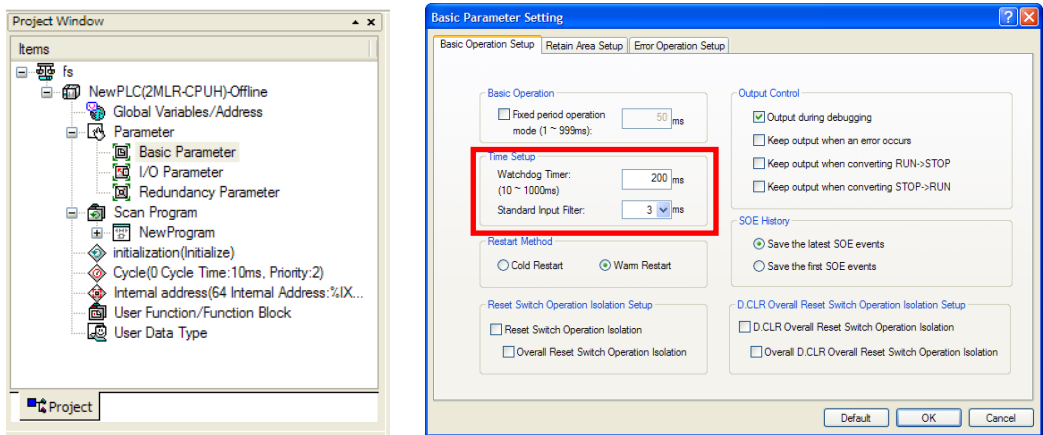 Project Window
Items
fs
NewPLC(2MLR-CPUH)-Offline
Global Variables/Address
Parameter
Basic Parameter
I/O Parameter
Redundancy Parameter
Scan Program
NewProgram
initialization(Initialize)
Cycle(0 Cycle Time:10ms, Priority:2)
Internal address(64 Internal Address:%IX...
User Function/Function Block
User Data Type
Project
Basic Parameter Setting
Basic Operation Setup Retain Area Setup Error Operation Setup
Basic Operation
Fixed period operation
mode (1 ~ 999ms):
50 ms
Time Setup
Watchdog Timer:
(10 ~ 1000ms)
200 ms
Standard Input Filter: 3 ms
Restart Method
Cold Restart Warm Restart
Reset Switch Operation Isolation Setup
Reset Switch Operation Isolation
Overall Reset Switch Operation Isolation
Output Control
Output during debugging
Keep output when an error occurs
Keep output when converting RUN->STOP
Keep output when converting STOP->RUN
SOE History
Save the latest SOE events
Save the first SOE events
D.CLR Overall Reset Switch Operation Isolation Setup
D.CLR Overall Reset Switch Operation Isolation
Overall D.CLR Overall Reset Switch Operation Isolation
Default OK Cancel